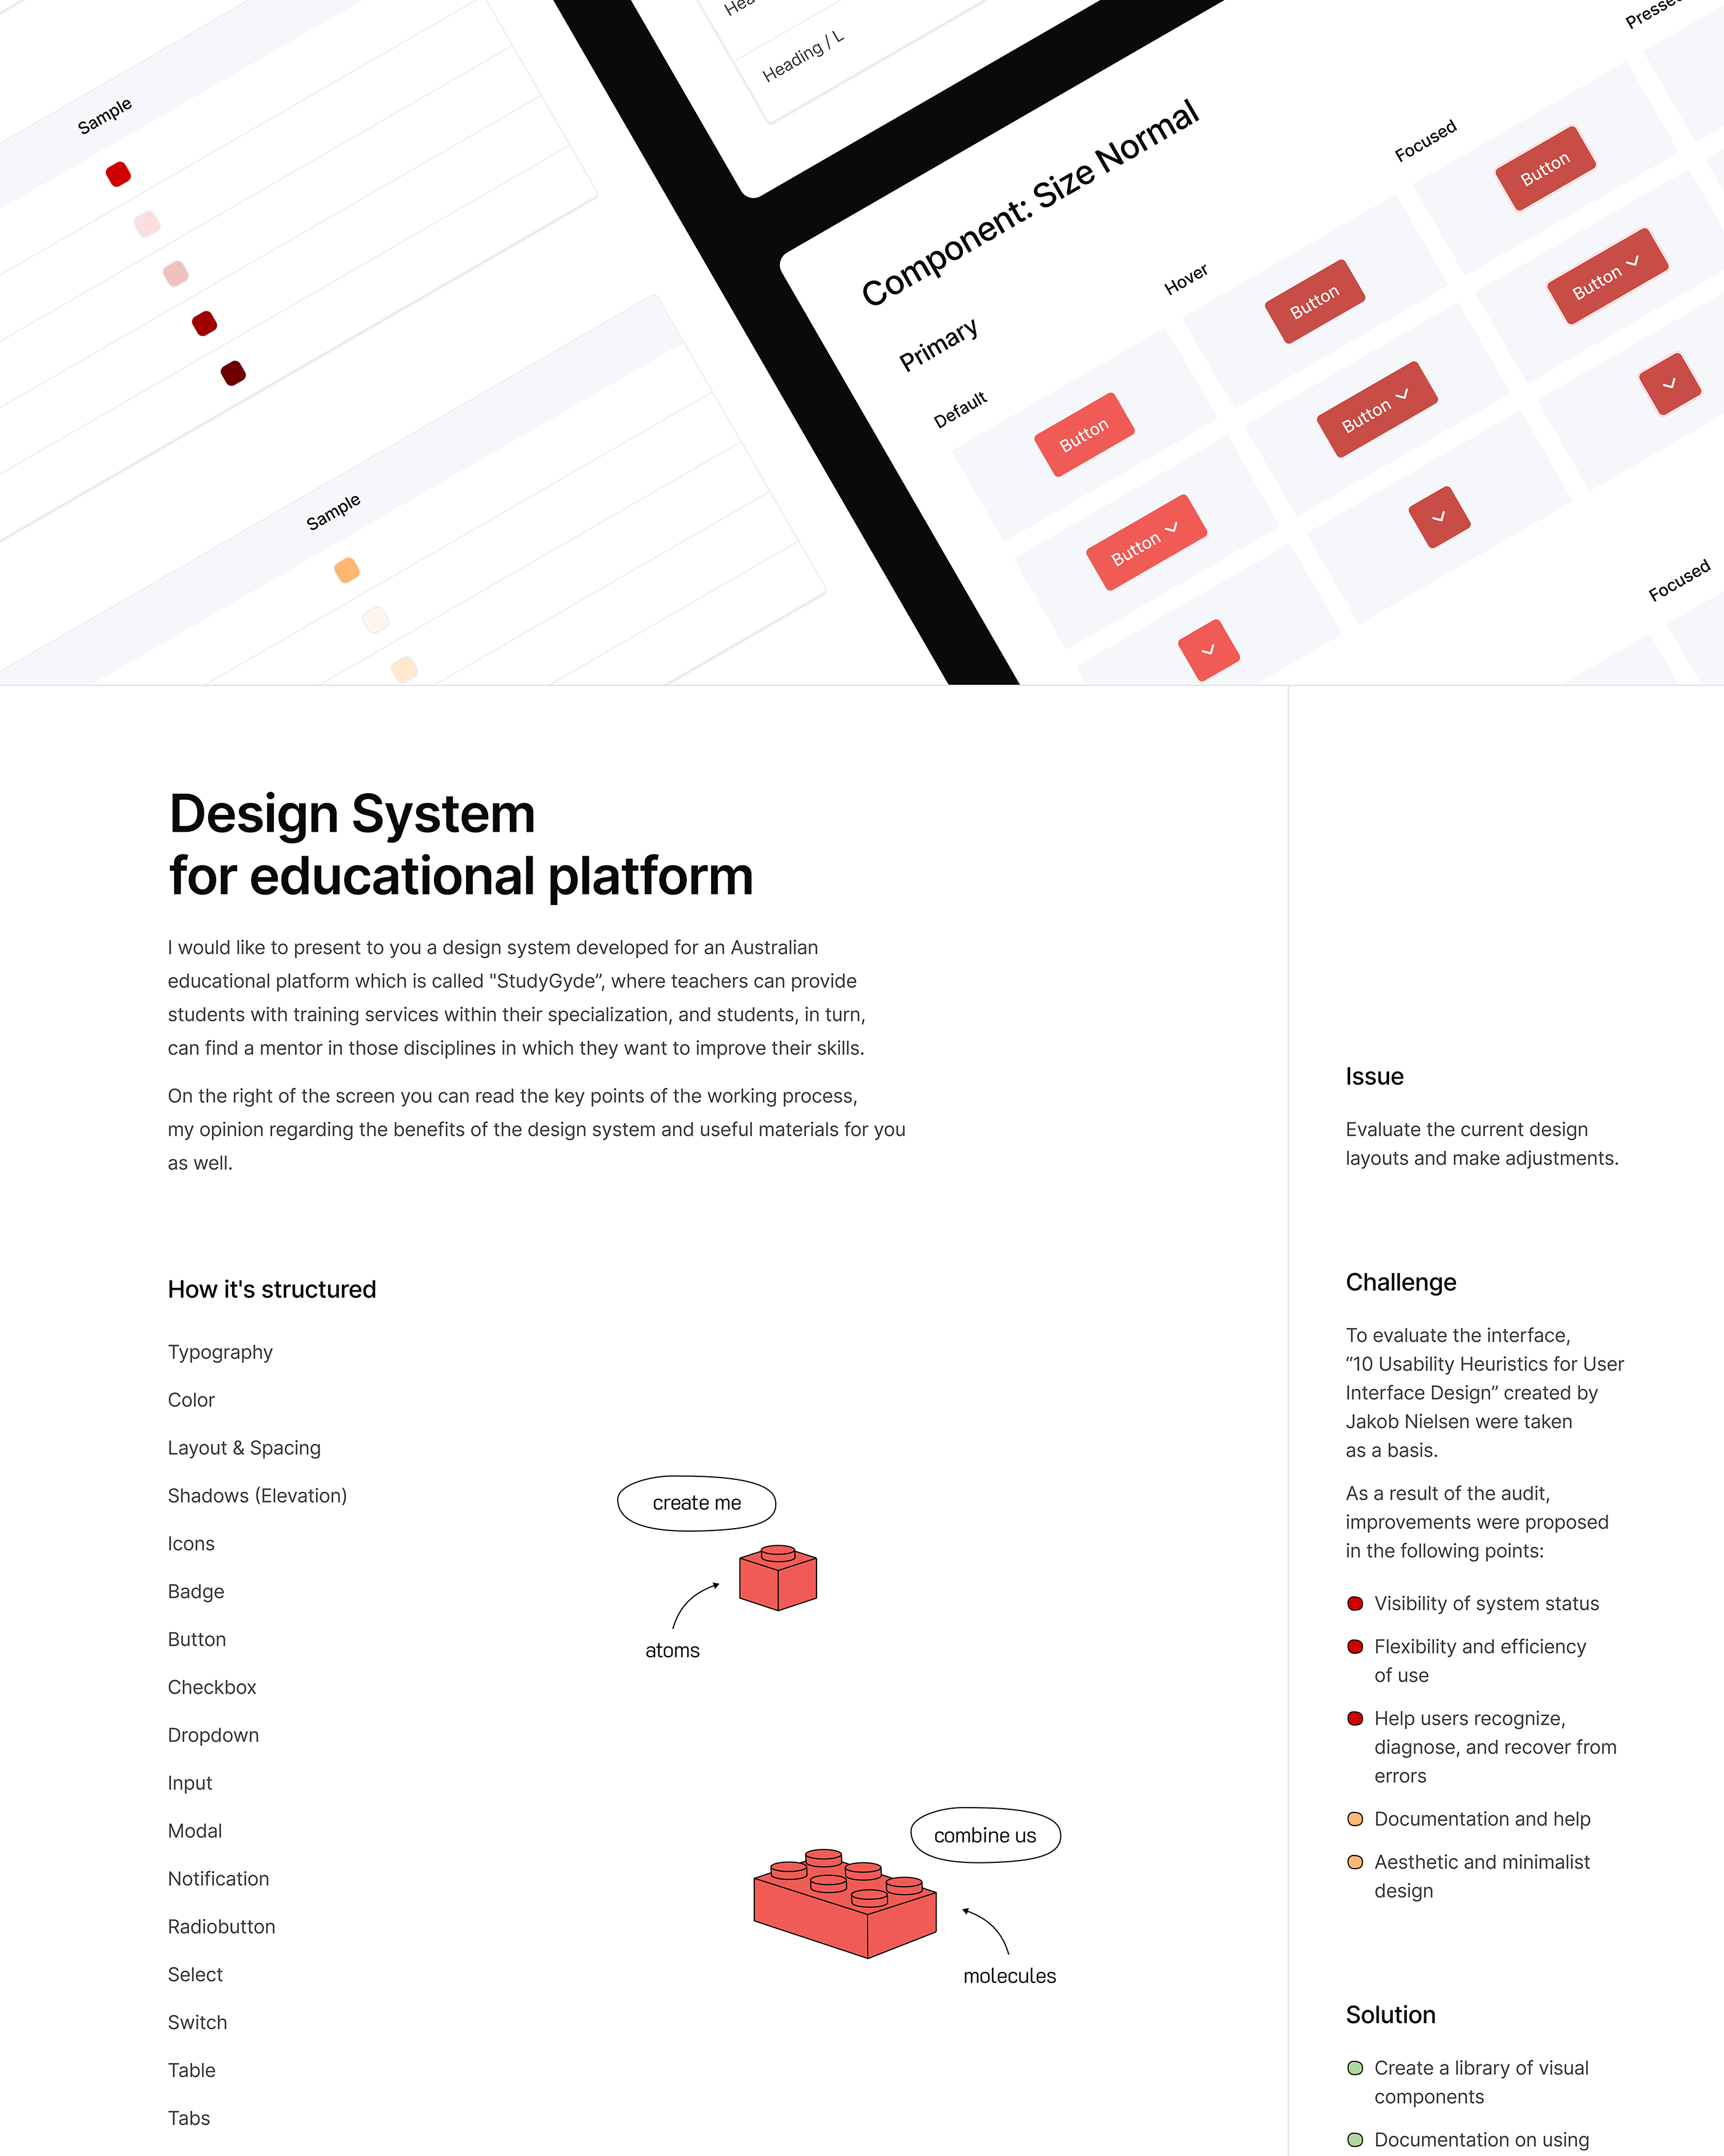 Sample
Sample
Heading / L
Component: Size Normal
Primary
Default
Hover
Focused
Button
Button
Button
Button
Button
Button
Focused
Design System
for educational platform
I would like to present to you a design system developed for an Australian
educational platform which is called "StudyGyde”, where teachers can provide
students with training services within their specialization, and students, in turn,
can find a mentor in those disciplines in which they want to improve their skills.
On the right of the screen you can read the key points of the working process,
my opinion regarding the benefits of the design system and useful materials for you
as well.
How it's structured
Typography
Color
Layout & Spacing
Shadows (Elevation)
Icons
Badge
Button
Checkbox
Dropdown
Input
Modal
Notification
Radiobutton
Select
Switch
Table
Tabs
create me
atoms
combine us
molecules
Issue
Evaluate the current design
layouts and make adjustments.
Challenge
To evaluate the interface,
“10 Usability Heuristics for User
Interface Design” created by
Jakob Nielsen were taken
as a basis.
As a result of the audit,
improvements were proposed
in the following points:
Visibility of system status
Flexibility and efficiency
of use
Help users recognize,
diagnose, and recover from
errors
Documentation and help
Aesthetic and minimalist
design
Solution
Create a library of visual
components
Documentation on using